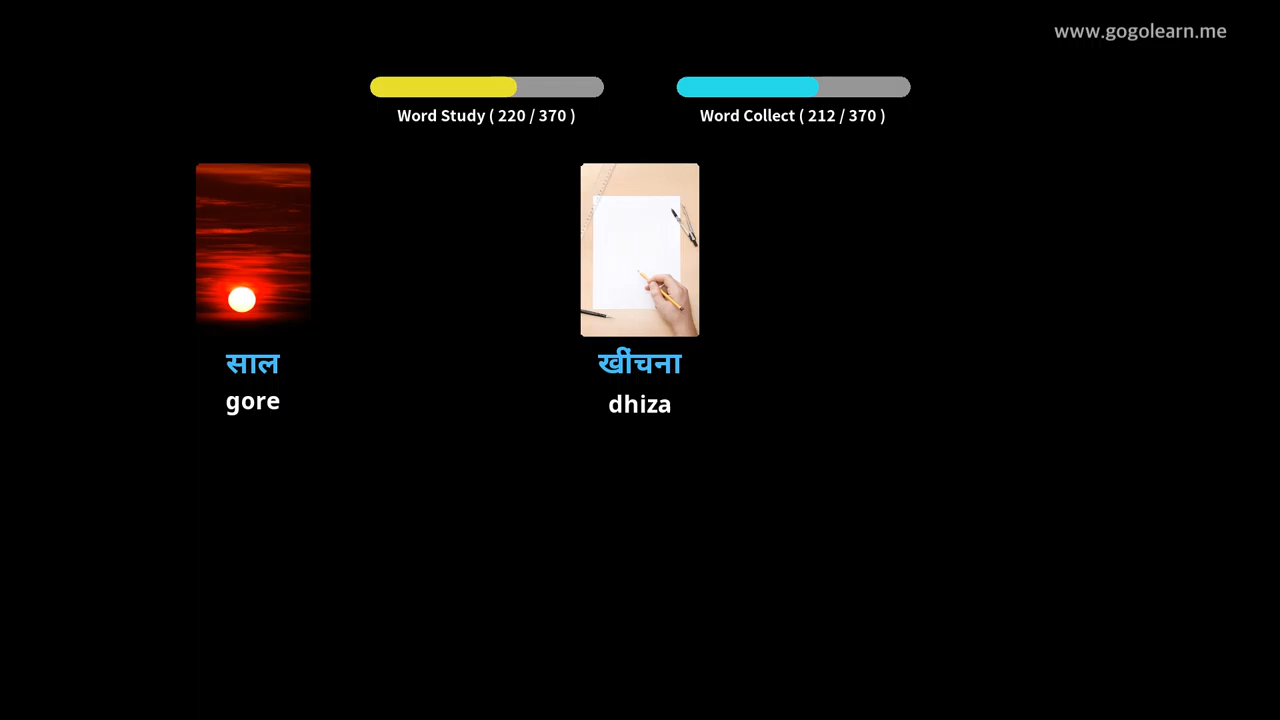 www.gogolearn.me
Word Study ( 220 / 370 )
Word Collect ( 212 / 370 )
साल
gore
खींचना
dhiza